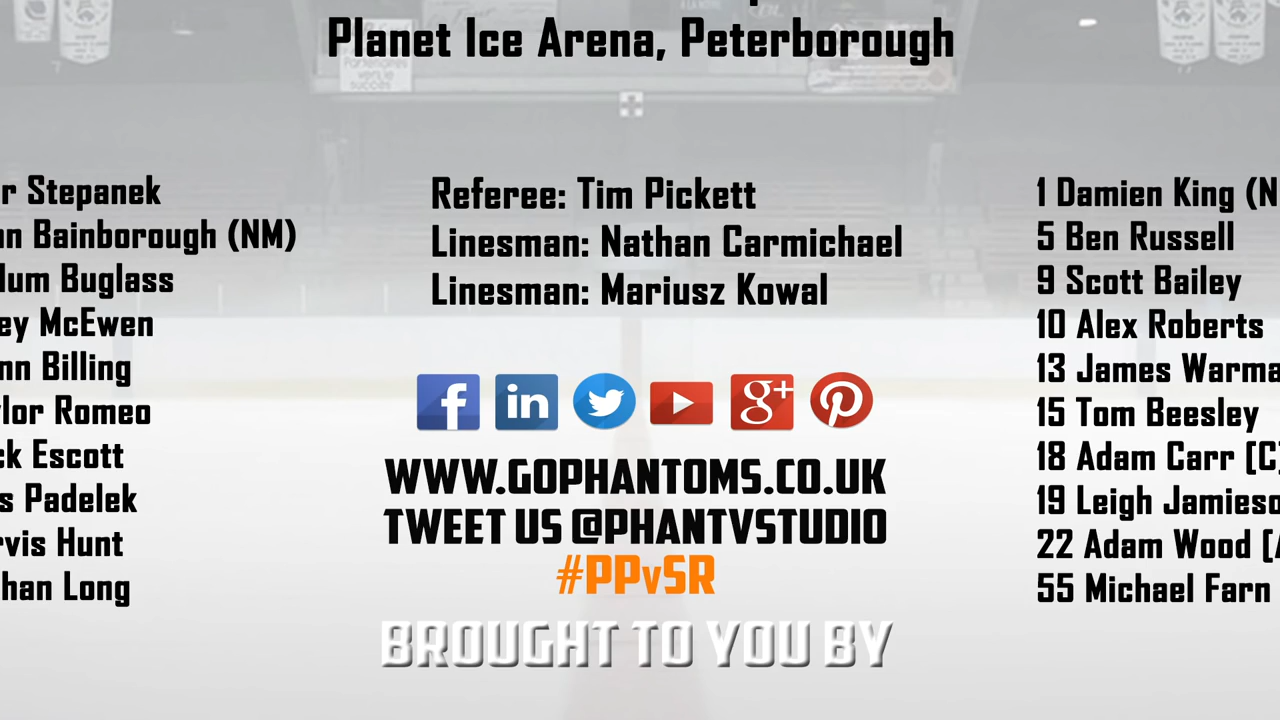 Planet Ice Arena, Peterborough
Stepanek
Bainborough (NM)
Buglass
McEwen
Billing
Romeo
Escott
Padelek
Hunt
Long
Referee: Tim Pickett
Linesman: Nathan Carmichael
Linesman: Mariusz Kowal
WWW.GOPHANTOMS.CO.UK
TWEET US @PHANTVSTUDIO
#PPvSR
BROUGHT TO YOU BY
1 Damien King (N
5 Ben Russell
9 Scott Bailey
10 Alex Roberts
13 James Warma
15 Tom Beesley
18 Adam Carr (C)
19 Leigh Jamieso
22 Adam Wood (A
55 Michael Farn